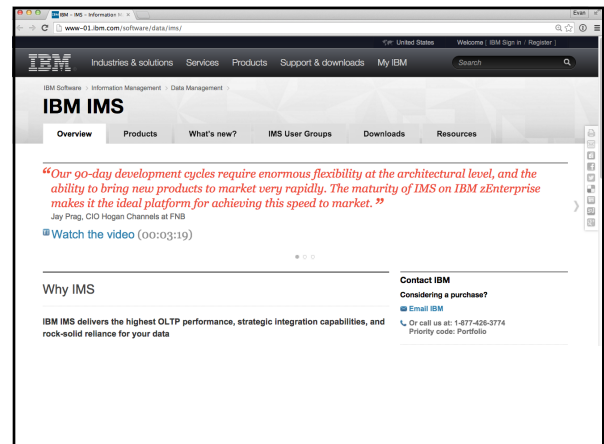 IBM - IMS - Information M
Evan
www-01.ibm.com/software/data/ims/
United States Welcome [ IBM Sign in / Register ]
IBM Industries & solutions Services Products Support & downloads My IBM Search
IBM Software > Information Management > Data Management >
IBM IMS
Overview Products What's new? IMS User Groups Downloads Resources
“Our 90-day development cycles require enormous flexibility at the architectural level, and the
ability to bring new products to market very rapidly. The maturity of IMS on IBM zEnterprise
makes it the ideal platform for achieving this speed to market.”
Jay Prag, CIO Hogan Channels at FNB
Watch the video (00:03:19)
Why IMS
IBM IMS delivers the highest OLTP performance, strategic integration capabilities, and
rock-solid reliance for your data
Contact IBM
Considering a purchase?
Email IBM
Or call us at: 1-877-426-3774
Priority code: Portfolio